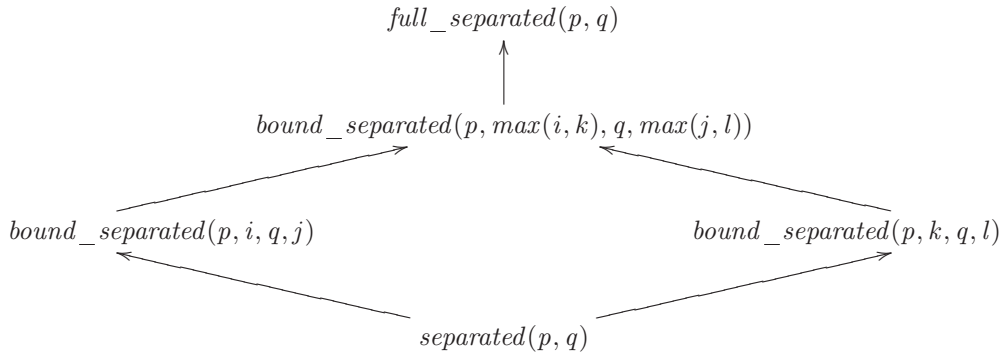 full_separated(p, q)
bound_separated(p, max(i, k), q, max(j, l))
bound_separated(p, i, q, j) bound_separated(p, k, q, l)
separated(p, q)